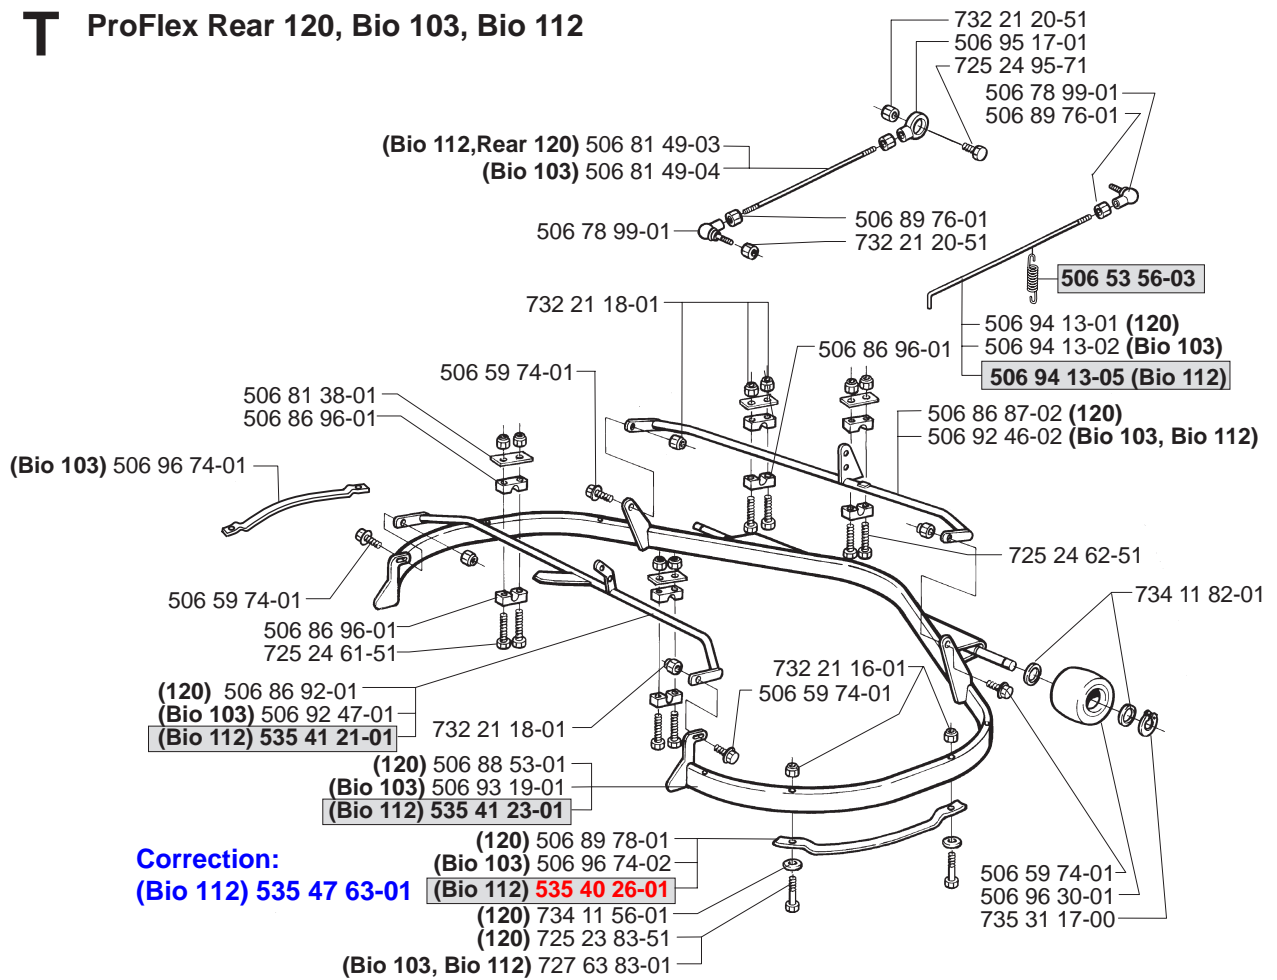 T ProFlex Rear 120, Bio 103, Bio 112
732 21 20-51
506 95 17-01
725 24 95-71
506 78 99-01
506 89 76-01
(Bio 112,Rear 120) 506 81 49-03
(Bio 103) 506 81 49-04
506 89 76-01
506 78 99-01
732 21 20-51
506 53 56-03
732 21 18-01
506 94 13-01 (120)
506 94 13-02 (Bio 103)
506 94 13-05 (Bio 112)
506 86 96-01
506 59 74-01
506 81 38-01
506 86 96-01
506 86 87-02 (120)
506 92 46-02 (Bio 103, Bio 112)
(Bio 103) 506 96 74-01
725 24 62-51
734 11 82-01
506 59 74-01
506 86 96-01
725 24 61-51
732 21 16-01
506 59 74-01
(120) 506 86 92-01
(Bio 103) 506 92 47-01
(Bio 112) 535 41 21-01
732 21 18-01
(120) 506 88 53-01
(Bio 103) 506 93 19-01
(Bio 112) 535 41 23-01
(120) 506 89 78-01
(Bio 103) 506 96 74-02
(Bio 112) 535 40 26-01
Correction:
(Bio 112) 535 47 63-01
(120) 734 11 56-01
(120) 725 23 83-51
(Bio 103, Bio 112) 727 63 83-01
506 59 74-01
506 96 30-01
735 31 17-00